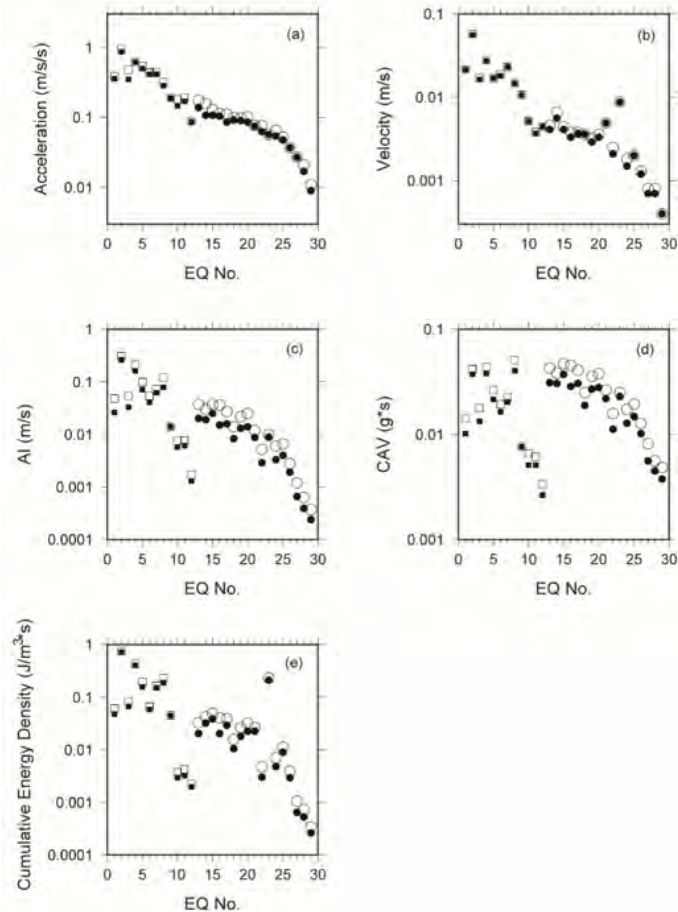 (a)
Acceleration (m/s/s)
1
0.1
0.01
0 5 10 15 20 25 30
EQ No.
(b)
Velocity (m/s)
0.1
0.01
0.001
0 5 10 15 20 25 30
EQ No.
(c)
AI (m/s)
1
0.1
0.01
0.001
0.0001
0 5 10 15 20 25 30
EQ No.
(d)
CAV (g*s)
0.1
0.01
0.001
0 5 10 15 20 25 30
EQ No.
(e)
Cumulative Energy Density (J/m³*s)
1
0.1
0.01
0.001
0.0001
0 5 10 15 20 25 30
EQ No.